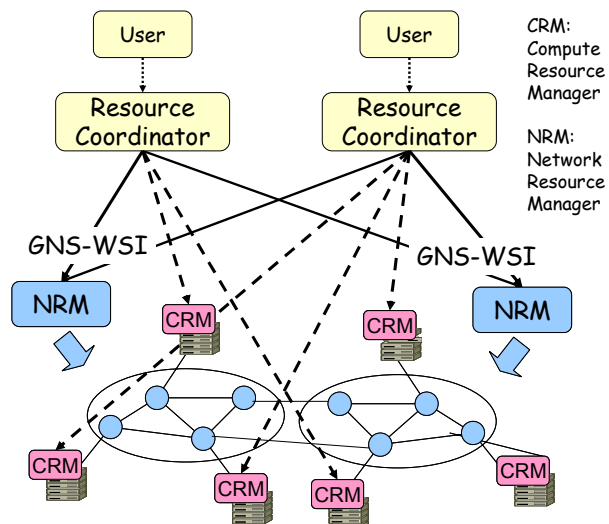 User
User
CRM:
Compute
Resource
Manager
Resource
Coordinator
Resource
Coordinator
NRM:
Network
Resource
Manager
GNS-WSI
GNS-WSI
NRM
NRM
CRM
CRM
CRM
CRM
CRM
CRM